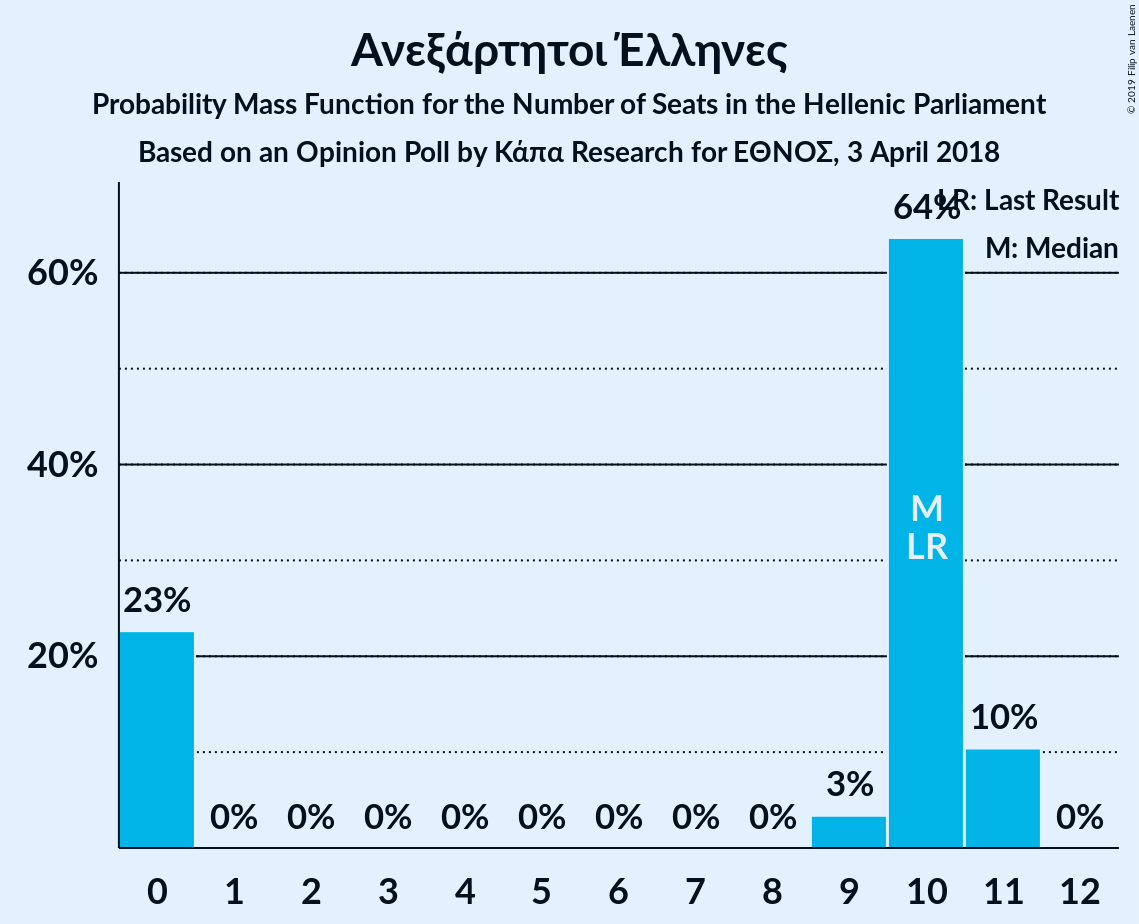 Ανεξάρτητοι Έλληνες
Probability Mass Function for the Number of Seats in the Hellenic Parliament
Based on an Opinion Poll by Κάπα Research for ΕΘΝΟΣ, 3 April 2018
© 2019 Filip van Laenen
LR: Last Result
M: Median
60%
40%
20%
23%
0%
0%
0%
0%
0%
0%
0%
0%
3%
64%
10%
0%
M
LR
0 1 2 3 4 5 6 7 8 9 10 11 12